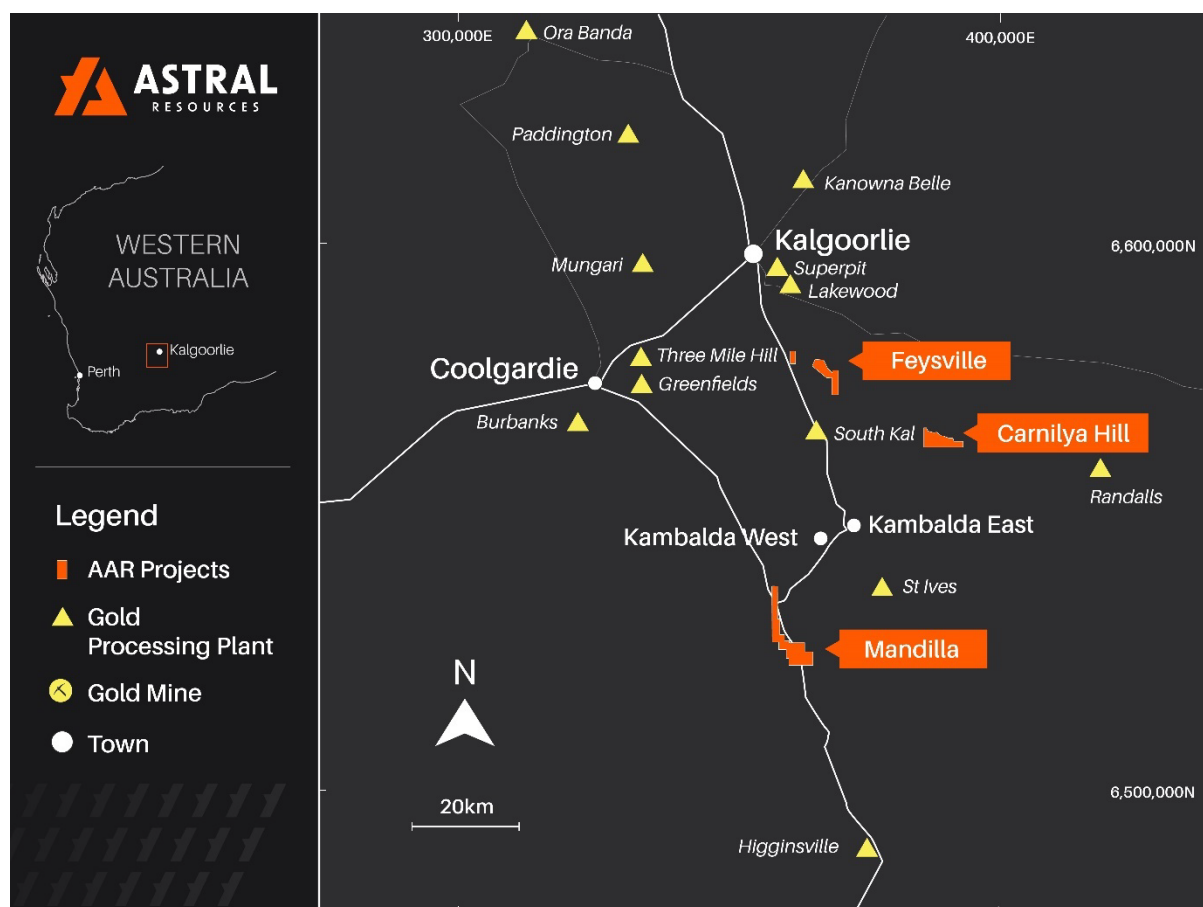 ASTRAL
RESOURCES
WESTERN
AUSTRALIA
Kalgoorlie
Perth
Legend
AAR Projects
Gold
Processing Plant
Gold Mine
Town
300,000E
400,000E
Ora Banda
Paddington
Kanowna Belle
Kalgoorlie
6,600,000N
Mungari
Superpit
Lakewood
Three Mile Hill
Feysville
Coolgardie
Greenfields
Burbanks
South Kal
Carnilya Hill
Randalls
Kambalda West
Kambalda East
St Ives
Mandilla
N
20km
6,500,000N
Higginsville